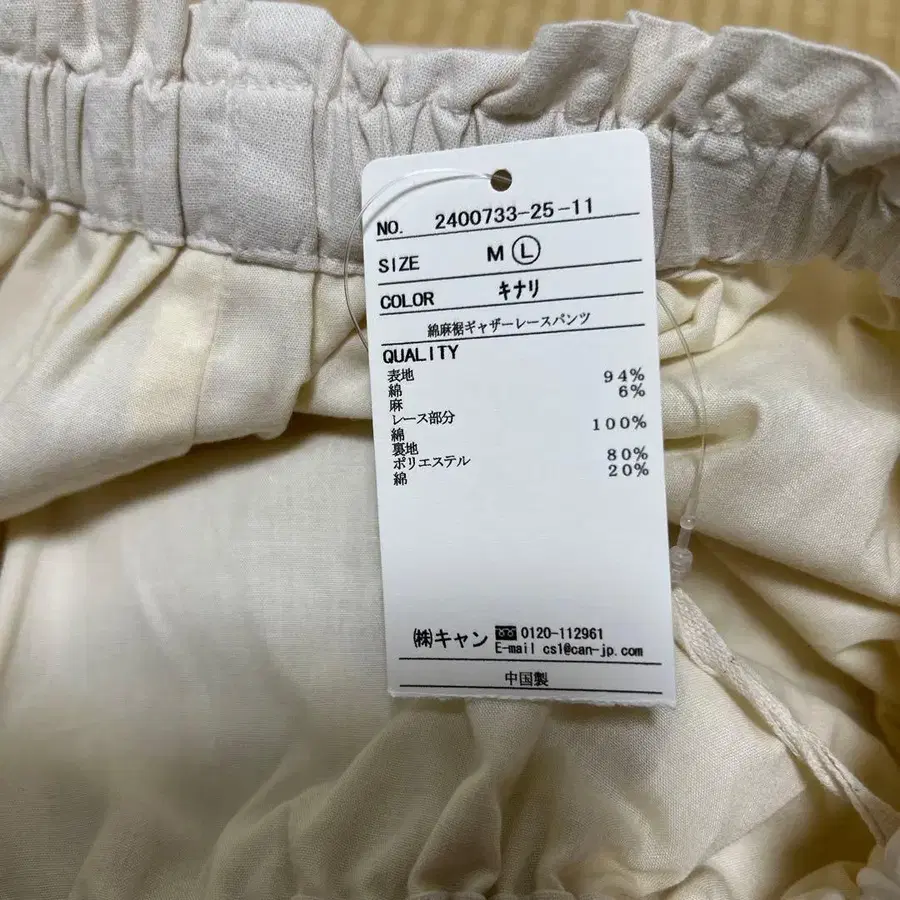 NO. 2400733-25-11
SIZE M Ⓛ
COLOR キナリ
綿麻裾ギャザーレースパンツ
QUALITY
表地
綿 94%
麻 6%
レース部分
綿 100%
裏地
ポリエステル 80%
綿 20%
㈱キャン 0120-112961
E-mail cs1@can-jp.com
中国製